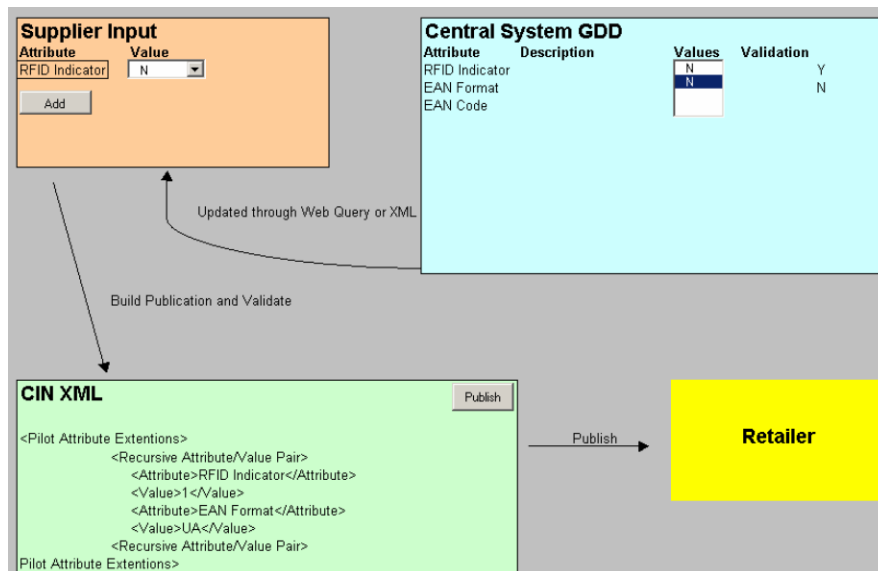 Supplier Input
Attribute Value
RFID Indicator N
Add
Central System GDD
Attribute Description Values Validation
RFID Indicator N Y
EAN Format N N
EAN Code
Updated through Web Query or XML
Build Publication and Validate
CIN XML
Publish
<Pilot Attribute Extentions>
<Recursive Attribute/Value Pair>
<Attribute>RFID Indicator</Attribute>
<Value>1</Value>
<Attribute>EAN Format</Attribute>
<Value>UA</Value>
<Recursive Attribute/Value Pair>
Pilot Attribute Extentions>
Publish
Retailer